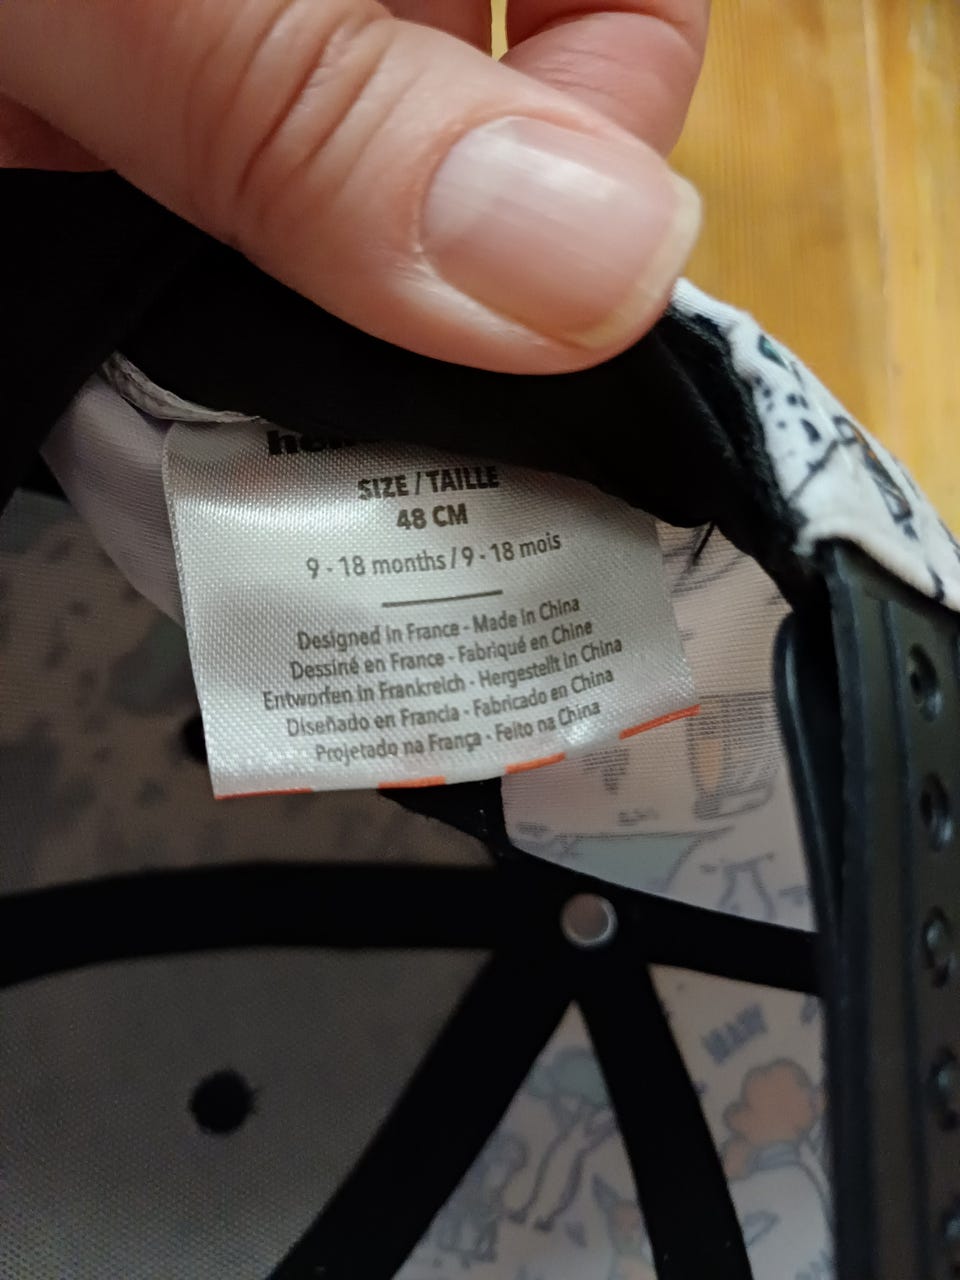 SIZE / TAILLE
48 CM
9 - 18 months / 9 - 18 mois
Designed in France - Made in China
Dessiné en France - Fabriqué en Chine
Entworfen in Frankreich - Hergestellt in China
Diseñado en Francia - Fabricado en China
Projetado na França - Feito na China